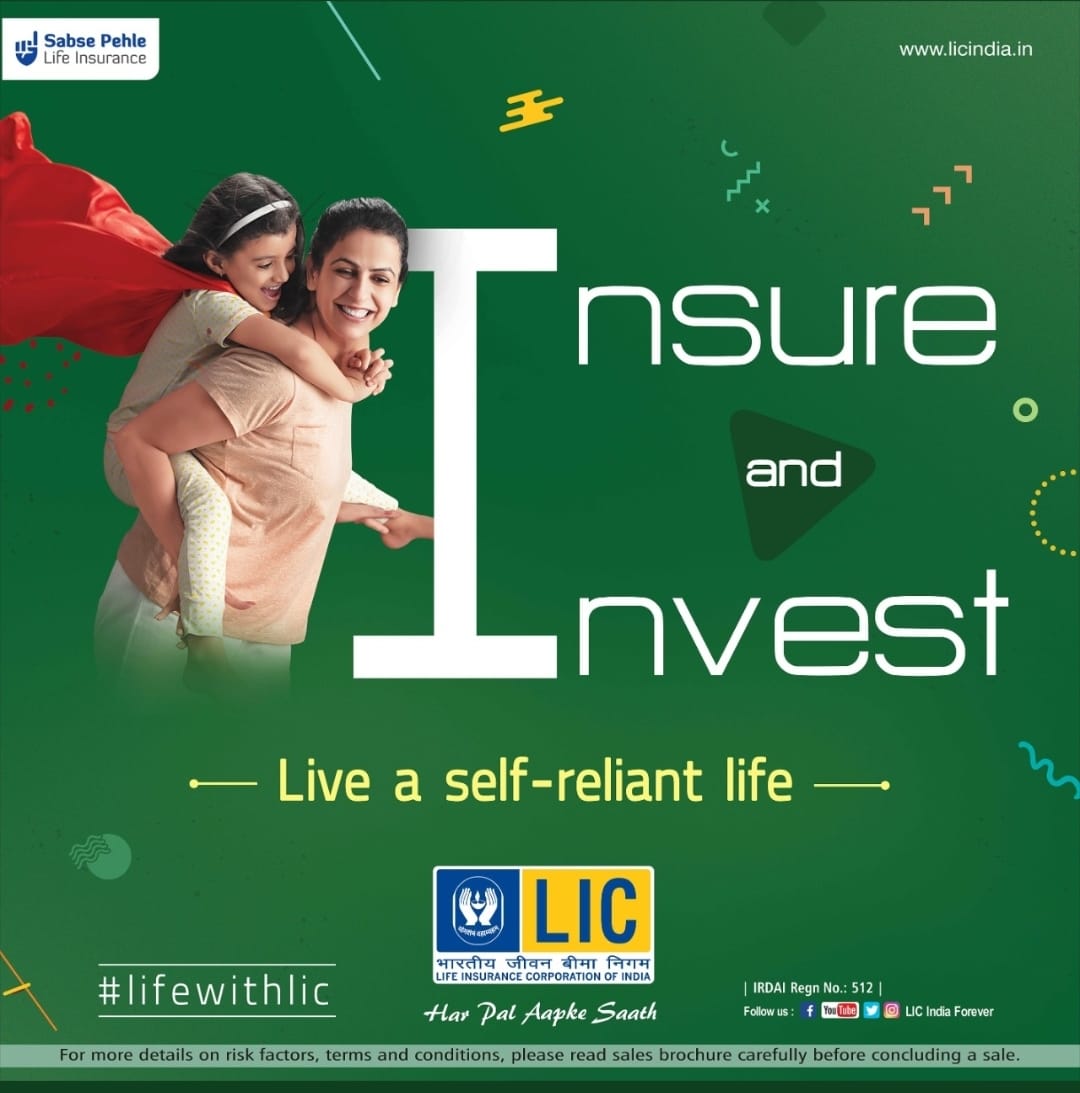 Sabse Pehle
Life Insurance
www.licindia.in
Insure
and
Invest
Live a self-reliant life
LIC
भारतीय जीवन बीमा निगम
LIFE INSURANCE CORPORATION OF INDIA
#lifewithlic
Har Pal Aapke Saath
| IRDAI Regn No.: 512 |
Follow us : f YouTube LIC India Forever
For more details on risk factors, terms and conditions, please read sales brochure carefully before concluding a sale.